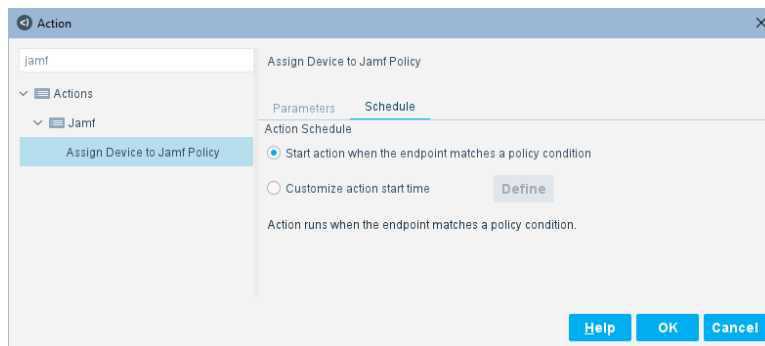 Action
jamf
Actions
Jamf
Assign Device to Jamf Policy
Assign Device to Jamf Policy
Parameters Schedule
Action Schedule
Start action when the endpoint matches a policy condition
Customize action start time Define
Action runs when the endpoint matches a policy condition.
Help OK Cancel